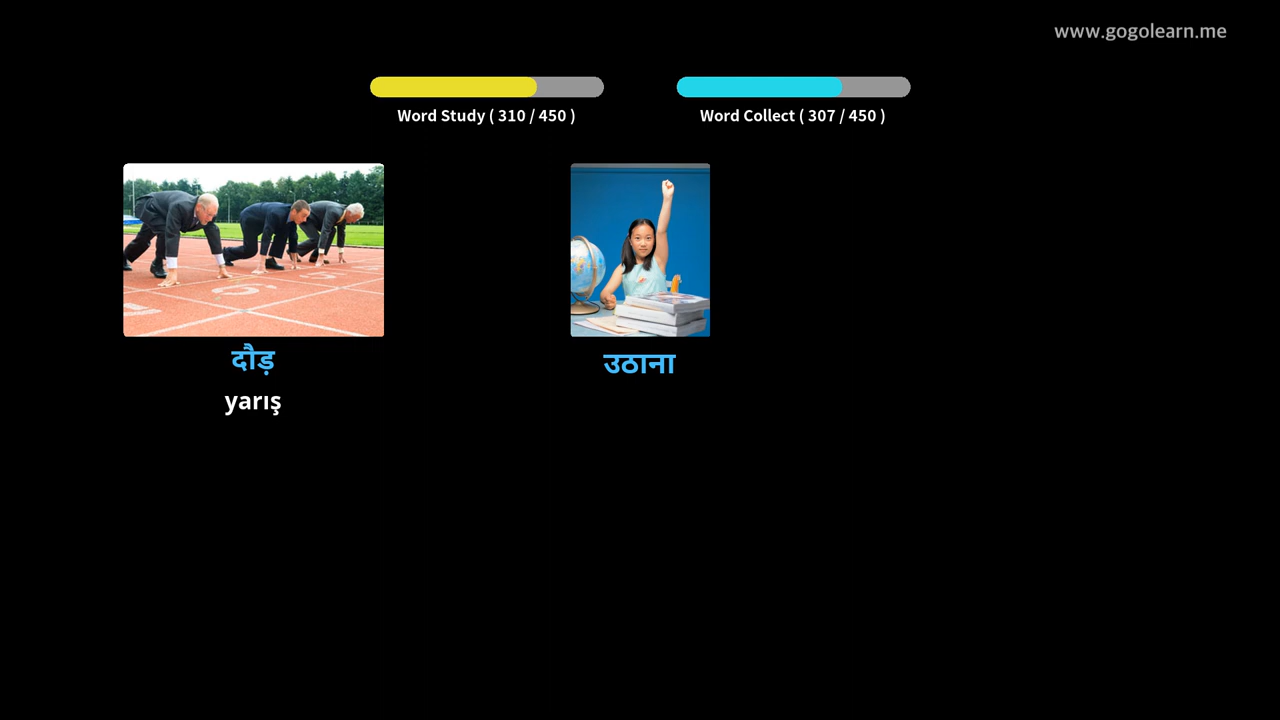 www.gogolearn.me
Word Study ( 310 / 450 )
Word Collect ( 307 / 450 )
दौड़
yarış
उठाना